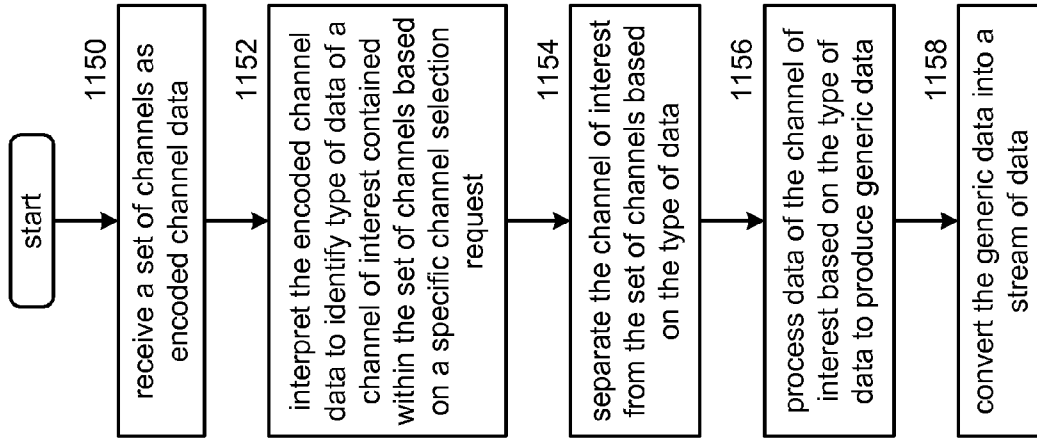 start
1150
receive a set of channels as
encoded channel data
1152
interpret the encoded channel
data to identify type of data of a
channel of interest contained
within the set of channels based
on a specific channel selection
request
1154
separate the channel of interest
from the set of channels based
on the type of data
1156
process data of the channel of
interest based on the type of
data to produce generic data
1158
convert the generic data into a
stream of data